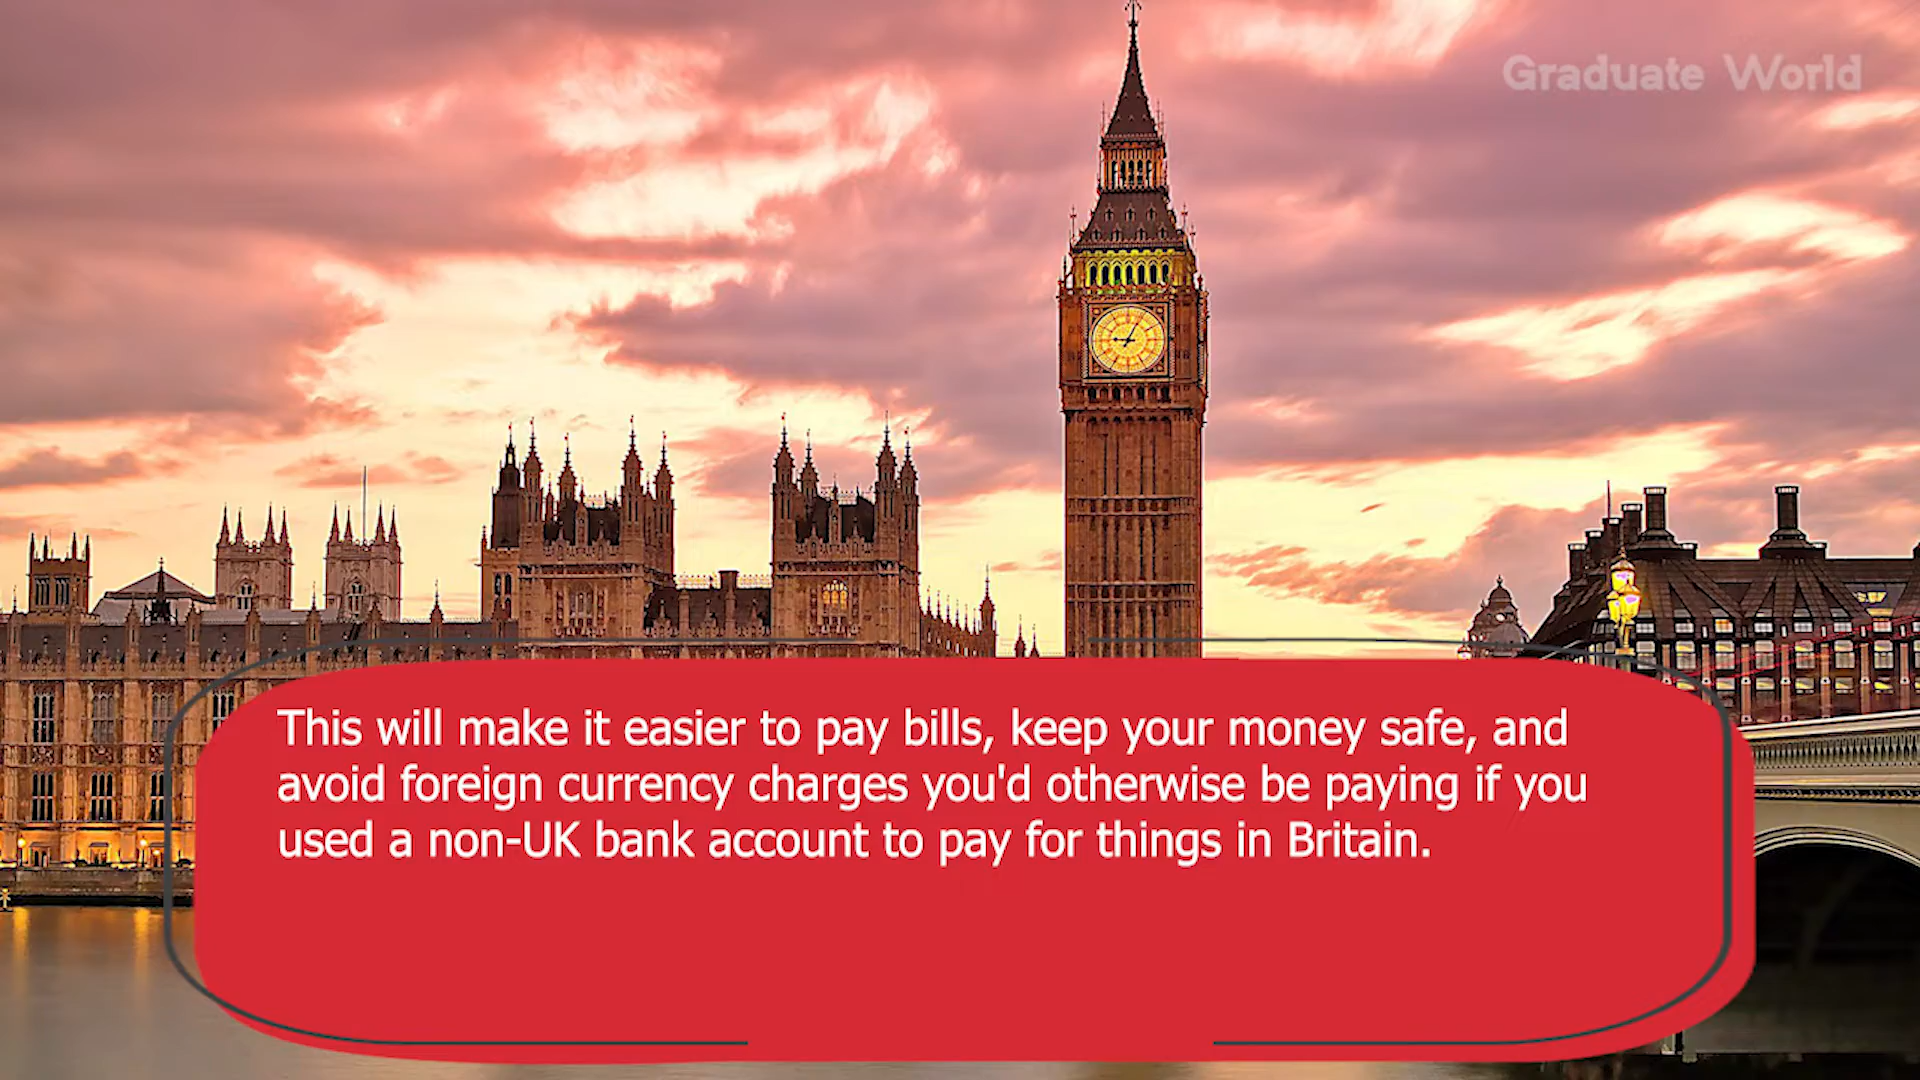 Graduate World
This will make it easier to pay bills, keep your money safe, and
avoid foreign currency charges you'd otherwise be paying if you
used a non-UK bank account to pay for things in Britain.